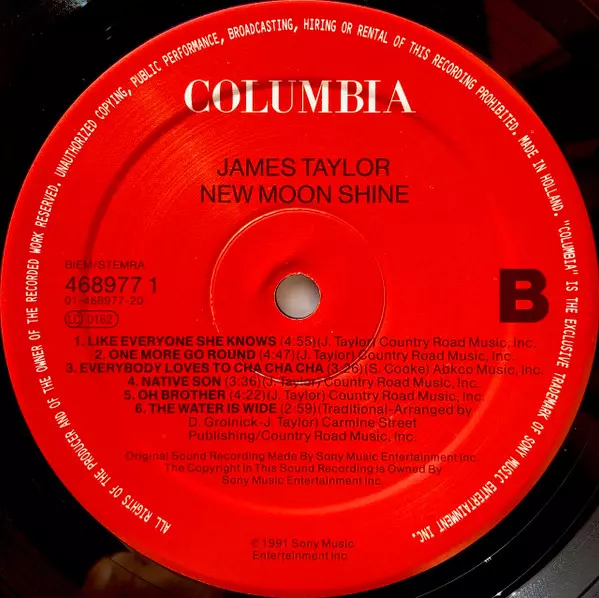 ALL RIGHTS OF THE PRODUCER AND OF THE OWNER OF THE RECORDED WORK RESERVED. UNAUTHORIZED COPYING, PUBLIC PERFORMANCE, BROADCASTING, HIRING OR RENTAL OF THIS RECORDING PROHIBITED. MADE IN HOLLAND. "COLUMBIA" IS THE EXCLUSIVE TRADEMARK OF SONY MUSIC ENTERTAINMENT INC.
COLUMBIA
JAMES TAYLOR
NEW MOON SHINE
BIEM/STEMRA
468977 1
01-468977-20
LC 0162
B
1. LIKE EVERYONE SHE KNOWS (4:55)(J. Taylor) Country Road Music, Inc.
2. ONE MORE GO ROUND (4:47)(J. Taylor) Country Road Music, Inc.
3. EVERYBODY LOVES TO CHA CHA CHA (3:26)(S. Cooke) Abkco Music, Inc.
4. NATIVE SON (3:36)(J. Taylor) Country Road Music, Inc.
5. OH BROTHER (4:22)(J. Taylor) Country Road Music, Inc.
6. THE WATER IS WIDE (2:59)(Traditional-Arranged by
D. Grolnick-J. Taylor) Carmine Street
Publishing/Country Road Music, Inc.
Original Sound Recording Made By Sony Music Entertainment Inc.
The Copyright In This Sound Recording is Owned By
Sony Music Entertainment Inc.
© 1991 Sony Music
Entertainment Inc